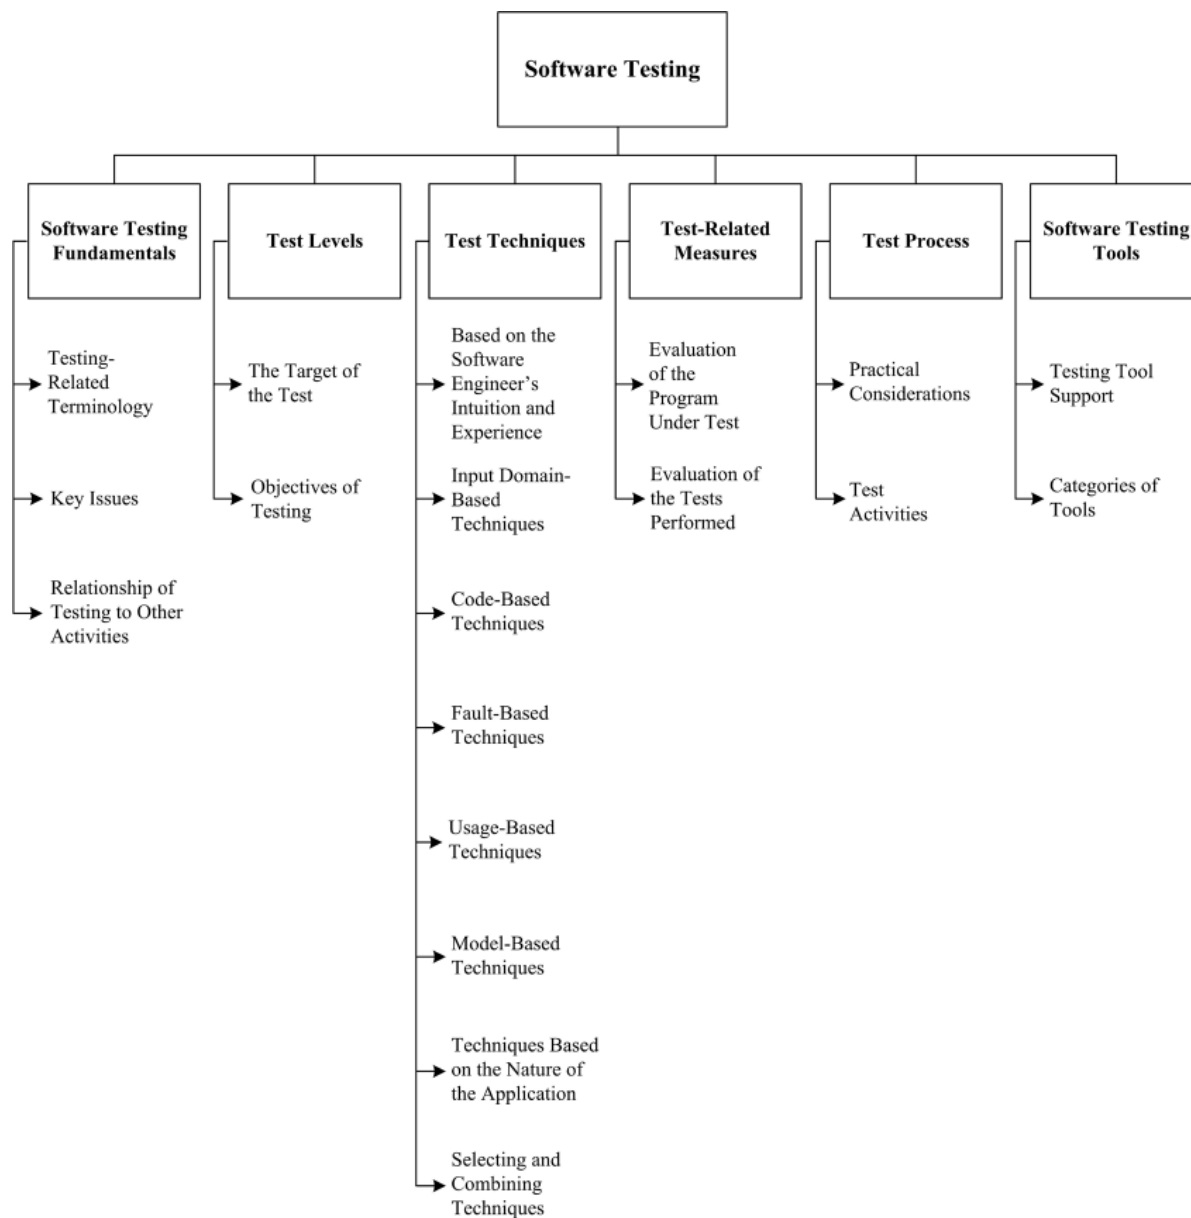 Software Testing
Software Testing
Fundamentals
Test Levels
Test Techniques
Test-Related
Measures
Test Process
Software Testing
Tools
Testing-
Related
Terminology
Key Issues
Relationship of
Testing to Other
Activities
The Target of
the Test
Objectives of
Testing
Based on the
Software
Engineer’s
Intuition and
Experience
Input Domain-
Based
Techniques
Code-Based
Techniques
Fault-Based
Techniques
Usage-Based
Techniques
Model-Based
Techniques
Techniques Based
on the Nature of
the Application
Selecting and
Combining
Techniques
Evaluation
of the
Program
Under Test
Evaluation of
the Tests
Performed
Practical
Considerations
Test
Activities
Testing Tool
Support
Categories of
Tools